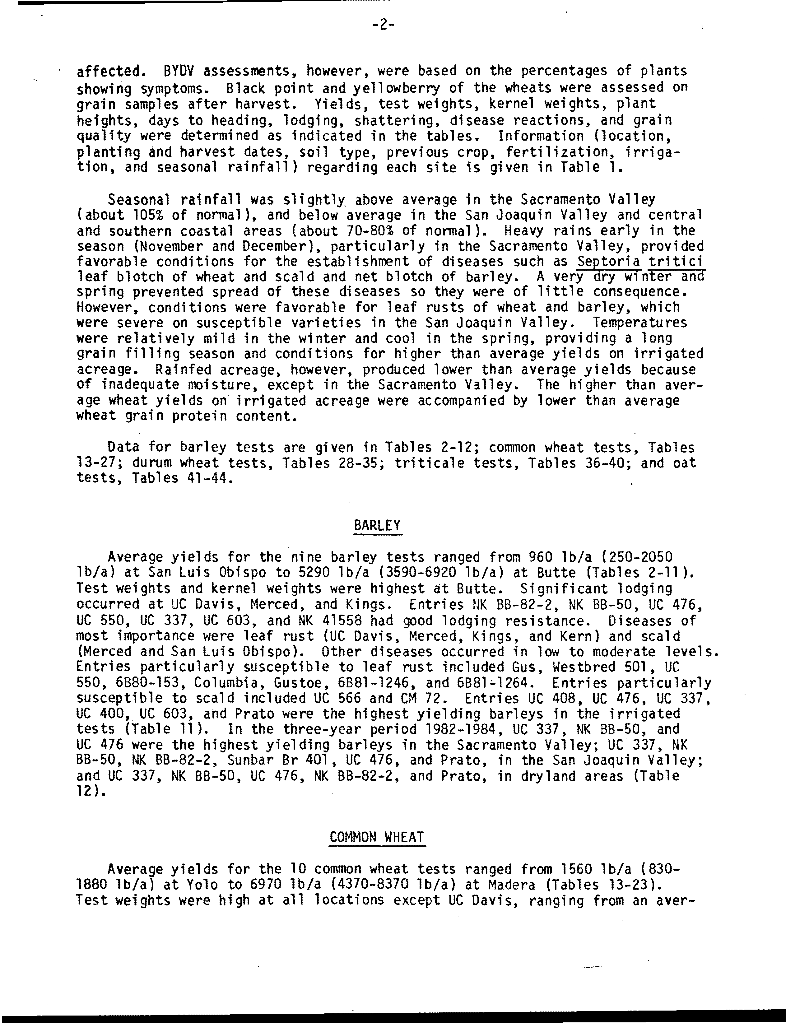 -2-
affected. BYDV assessments, however, were based on the percentages of plants
showing symptoms. Black point and yellowberry of the wheats were assessed on
grain samples after harvest. Yields, test weights, kernel weights, plant
heights, days to heading, lodging, shattering, disease reactions, and grain
quality were determined as indicated in the tables. Information (location,
planting and harvest dates, soil type, previous crop, fertilization, irriga-
tion, and seasonal rainfall) regarding each site is given in Table 1.
Seasonal rainfall was slightly above average in the Sacramento Valley
(about 105% of normal), and below average in the San Joaquin Valley and central
and southern coastal areas (about 70-80% of normal). Heavy rains early in the
season (November and December), particularly in the Sacramento Valley, provided
favorable conditions for the establishment of diseases such as Septoria tritici
leaf blotch of wheat and scald and net blotch of barley. A very dry winter and
spring prevented spread of these diseases so they were of little consequence.
However, conditions were favorable for leaf rusts of wheat and barley, which
were severe on susceptible varieties in the San Joaquin Valley. Temperatures
were relatively mild in the winter and cool in the spring, providing a long
grain filling season and conditions for higher than average yields on irrigated
acreage. Rainfed acreage, however, produced lower than average yields because
of inadequate moisture, except in the Sacramento Valley. The higher than aver-
age wheat yields on irrigated acreage were accompanied by lower than average
wheat grain protein content.
Data for barley tests are given in Tables 2-12; common wheat tests, Tables
13-27; durum wheat tests, Tables 28-35; triticale tests, Tables 36-40; and oat
tests, Tables 41-44.
BARLEY
Average yields for the nine barley tests ranged from 960 lb/a (250-2050
lb/a) at San Luis Obispo to 5290 lb/a (3590-6920 lb/a) at Butte (Tables 2-11).
Test weights and kernel weights were highest at Butte. Significant lodging
occurred at UC Davis, Merced, and Kings. Entries NK BB-82-2, NK BB-50, UC 476,
UC 550, UC 337, UC 603, and NK 41558 had good lodging resistance. Diseases of
most importance were leaf rust (UC Davis, Merced, Kings, and Kern) and scald
(Merced and San Luis Obispo). Other diseases occurred in low to moderate levels.
Entries particularly susceptible to leaf rust included Gus, Westbred 501, UC
550, 6B80-153, Columbia, Gustoe, 6B81-1246, and 6B81-1264. Entries particularly
susceptible to scald included UC 566 and CM 72. Entries UC 408, UC 476, UC 337,
UC 400, UC 603, and Prato were the highest yielding barleys in the irrigated
tests (Table 11). In the three-year period 1982-1984, UC 337, NK BB-50, and
UC 476 were the highest yielding barleys in the Sacramento Valley; UC 337, NK
BB-50, NK BB-82-2, Sunbar Br 401, UC 476, and Prato, in the San Joaquin Valley;
and UC 337, NK BB-50, UC 476, NK BB-82-2, and Prato, in dryland areas (Table
12).
COMMON WHEAT
Average yields for the 10 common wheat tests ranged from 1560 lb/a (830-
1880 lb/a) at Yolo to 6970 lb/a (4370-8370 lb/a) at Madera (Tables 13-23).
Test weights were high at all locations except UC Davis, ranging from an aver-